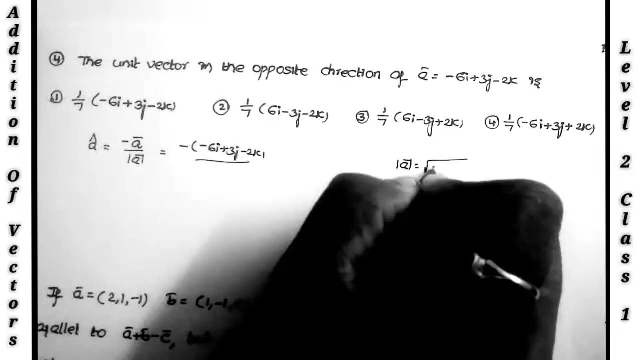 Addition Of Vectors
④ The unit vector in the opposite direction of ā = -6i+3j-2k is
① 1/7 (-6i+3j-2k) ② 1/7 (6i-3j-2k) ③ 1/7 (6i-3j+2k) ④ 1/7 (-6i+3j+2k)
â = -ā/|ā| = -(-6i+3j-2k)
|ā| = √
If ā = (2,1,-1) b̄ = (1,-1,
parallel to ā+b̄-c̄,
Level 2 Class 1